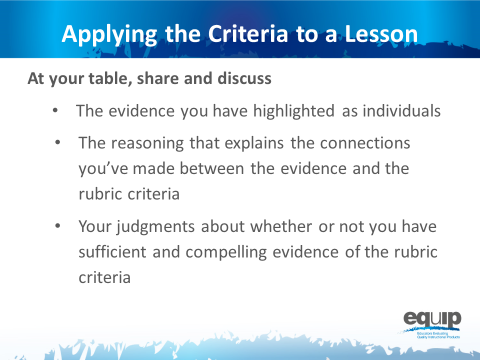 Applying the Criteria to a Lesson
At your table, share and discuss
• The evidence you have highlighted as individuals
• The reasoning that explains the connections
you’ve made between the evidence and the
rubric criteria
• Your judgments about whether or not you have
sufficient and compelling evidence of the rubric
criteria
equip
Educators Evaluating
Quality Instructional Products